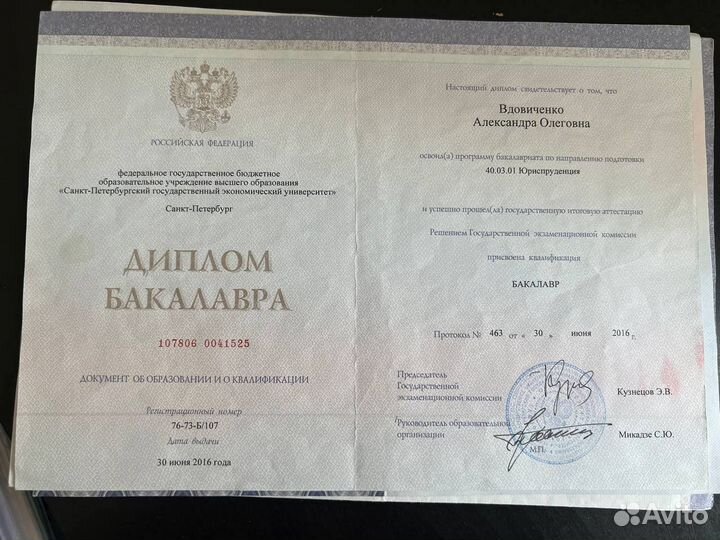 РОССИЙСКАЯ ФЕДЕРАЦИЯ
федеральное государственное бюджетное
образовательное учреждение высшего образования
«Санкт-Петербургский государственный экономический университет»
Санкт-Петербург
ДИПЛОМ
БАКАЛАВРА
107806 0041525
ДОКУМЕНТ ОБ ОБРАЗОВАНИИ И О КВАЛИФИКАЦИИ
Регистрационный номер
76-73-Б/107
Дата выдачи
30 июня 2016 года
Настоящий диплом свидетельствует о том, что
Вдовиченко
Александра Олеговна
освоил(а) программу бакалавриата по направлению подготовки
40.03.01 Юриспруденция
и успешно прошел(ла) государственную итоговую аттестацию
Решением Государственной экзаменационной комиссии
присвоена квалификация
БАКАЛАВР
Протокол № 463 от « 30 » июня 2016 г.
Председатель
Государственной
экзаменационной комиссии
Кузнецов Э.В.
Руководитель образовательной
организации
Микадзе С.Ю.
М.П.
Avito